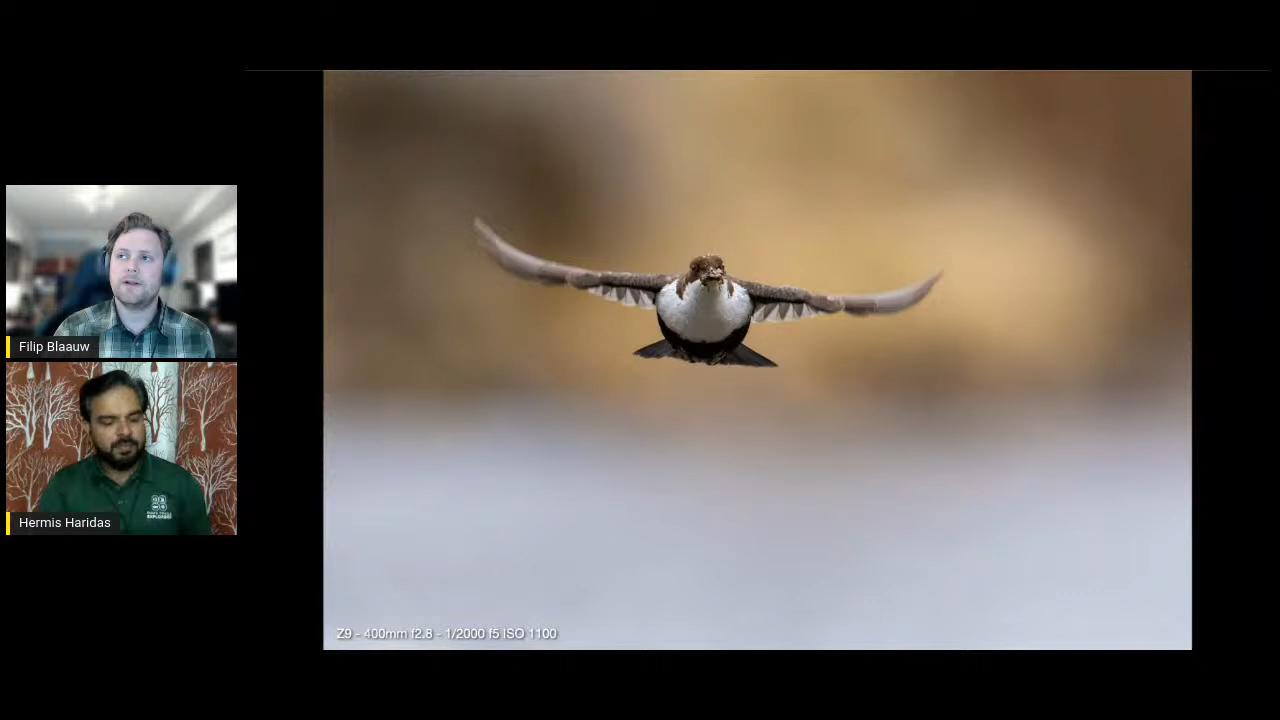 Filip Blaauw
Hermis Haridas
Z9 - 400mm f2.8 - 1/2000 f5 ISO 1100